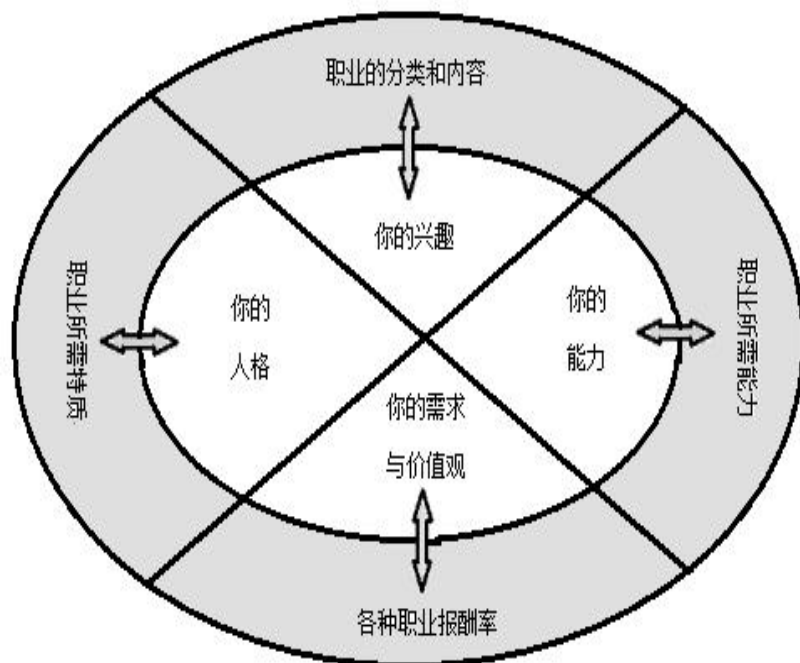 职业的分类和内容
你的兴趣
职业所需特质
你的
人格
你的
能力
职业所需能力
你的需求
与价值观
各种职业报酬率